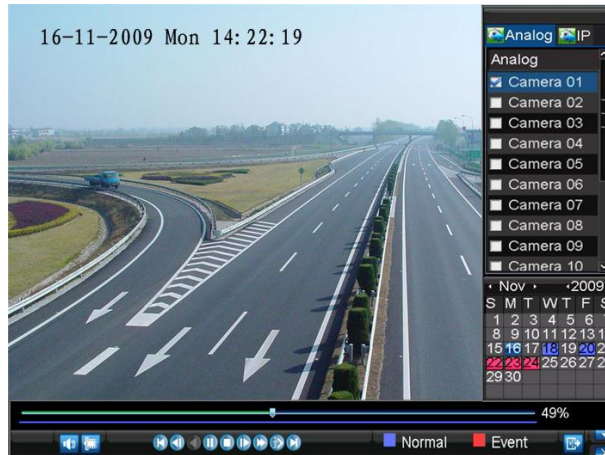 16-11-2009 Mon 14:22:19
Analog IP
Analog
Camera 01
Camera 02
Camera 03
Camera 04
Camera 05
Camera 06
Camera 07
Camera 08
Camera 09
Camera 10
Nov 2009
S M T W T F S
1 2 3 4 5 6
8 9 10 11 12 13
15 16 17 18 19 20
22 23 24 25 26 27
29 30
49%
Normal Event